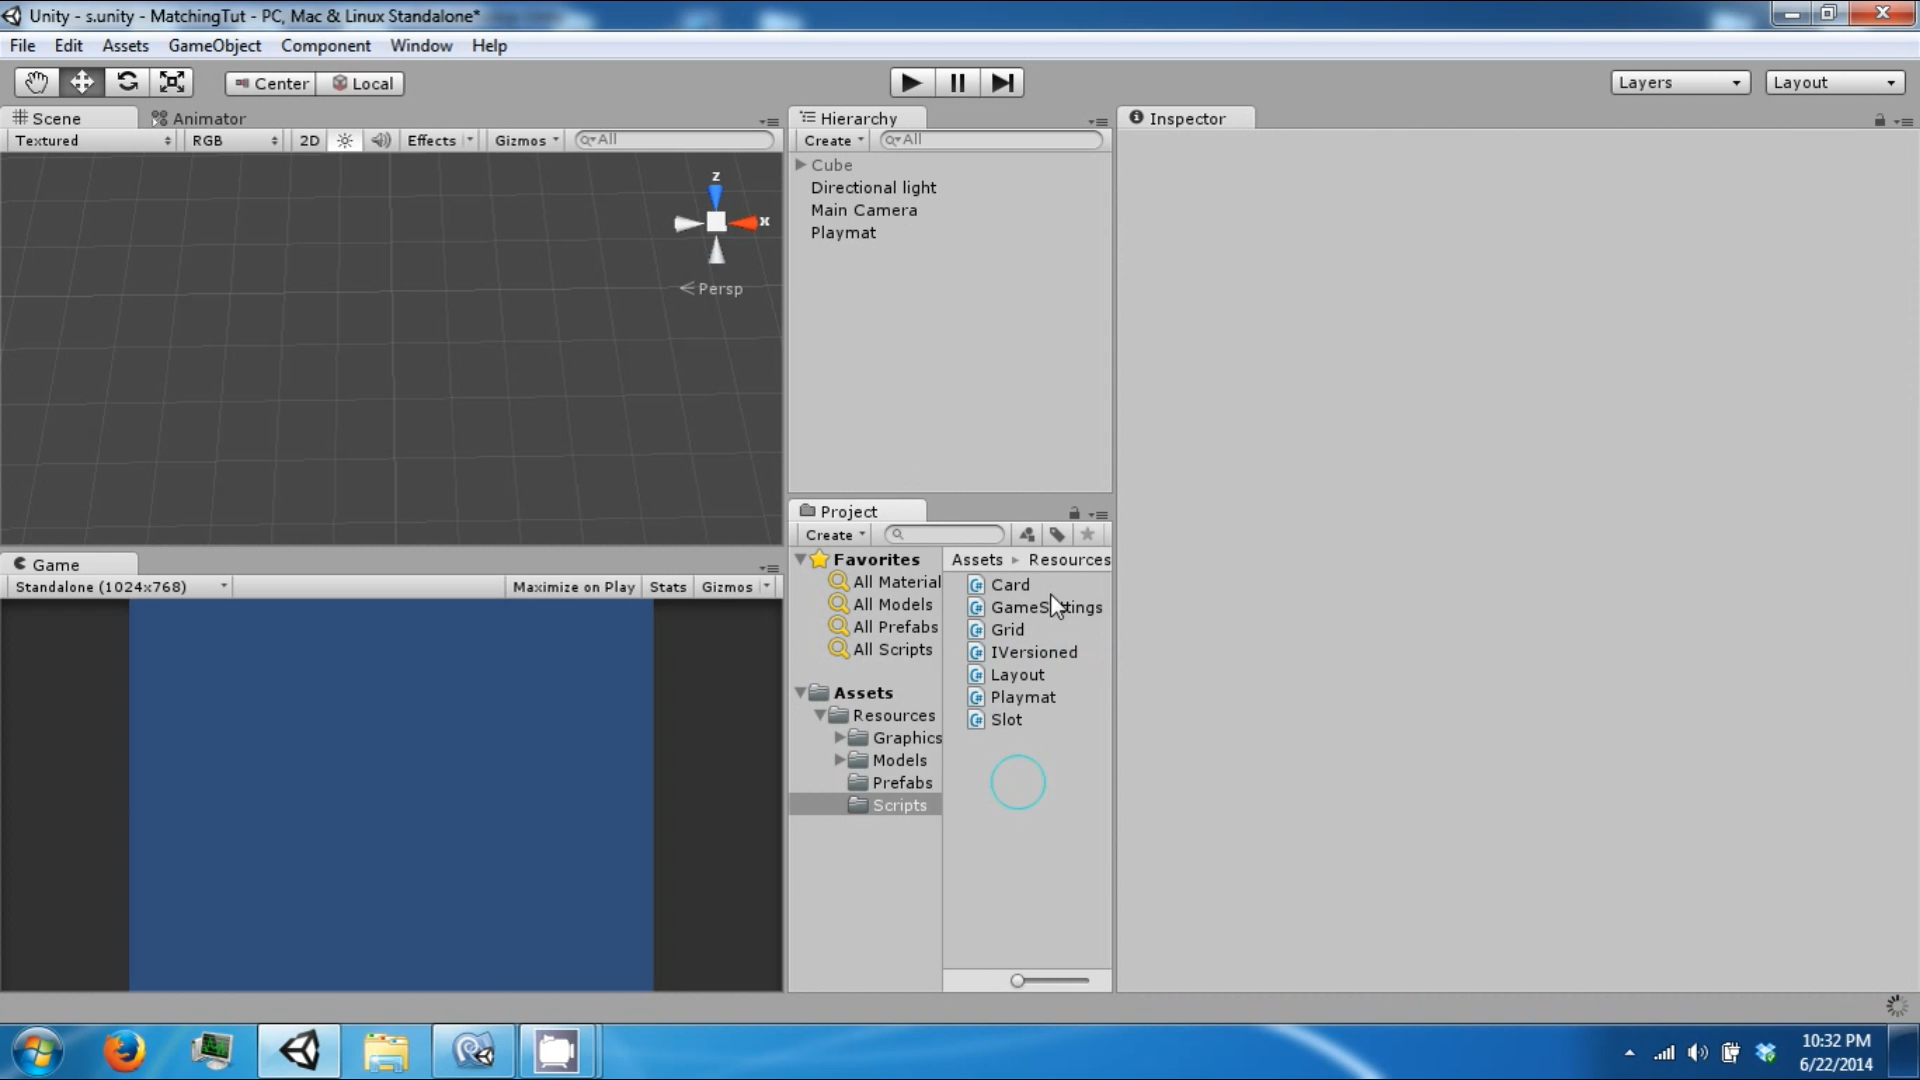 Unity - s.unity - MatchingTut - PC, Mac & Linux Standalone*
File Edit Assets GameObject Component Window Help
Center Local
Layers Layout
Scene Animator
Textured RGB 2D Effects Gizmos All
z
x
Persp
Hierarchy
Create All
Cube
Directional light
Main Camera
Playmat
Inspector
Game
Standalone (1024x768) Maximize on Play Stats Gizmos
Project
Create
Favorites
All Material
All Models
All Prefabs
All Scripts
Assets
Resources
Graphics
Models
Prefabs
Scripts
Assets Resources
Card
GameSettings
Grid
IVersioned
Layout
Playmat
Slot
10:32 PM
6/22/2014